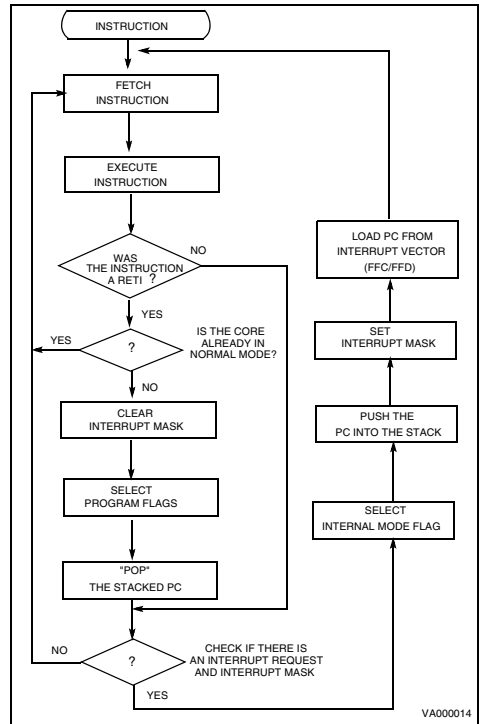 INSTRUCTION
FETCH
INSTRUCTION
EXECUTE
INSTRUCTION
WAS
THE INSTRUCTION
A RETI ?
NO
YES
?
IS THE CORE
ALREADY IN
NORMAL MODE?
YES
NO
CLEAR
INTERRUPT MASK
SELECT
PROGRAM FLAGS
"POP"
THE STACKED PC
?
CHECK IF THERE IS
AN INTERRUPT REQUEST
AND INTERRUPT MASK
NO
YES
LOAD PC FROM
INTERRUPT VECTOR
(FFC/FFD)
SET
INTERRUPT MASK
PUSH THE
PC INTO THE STACK
SELECT
INTERNAL MODE FLAG
VA000014